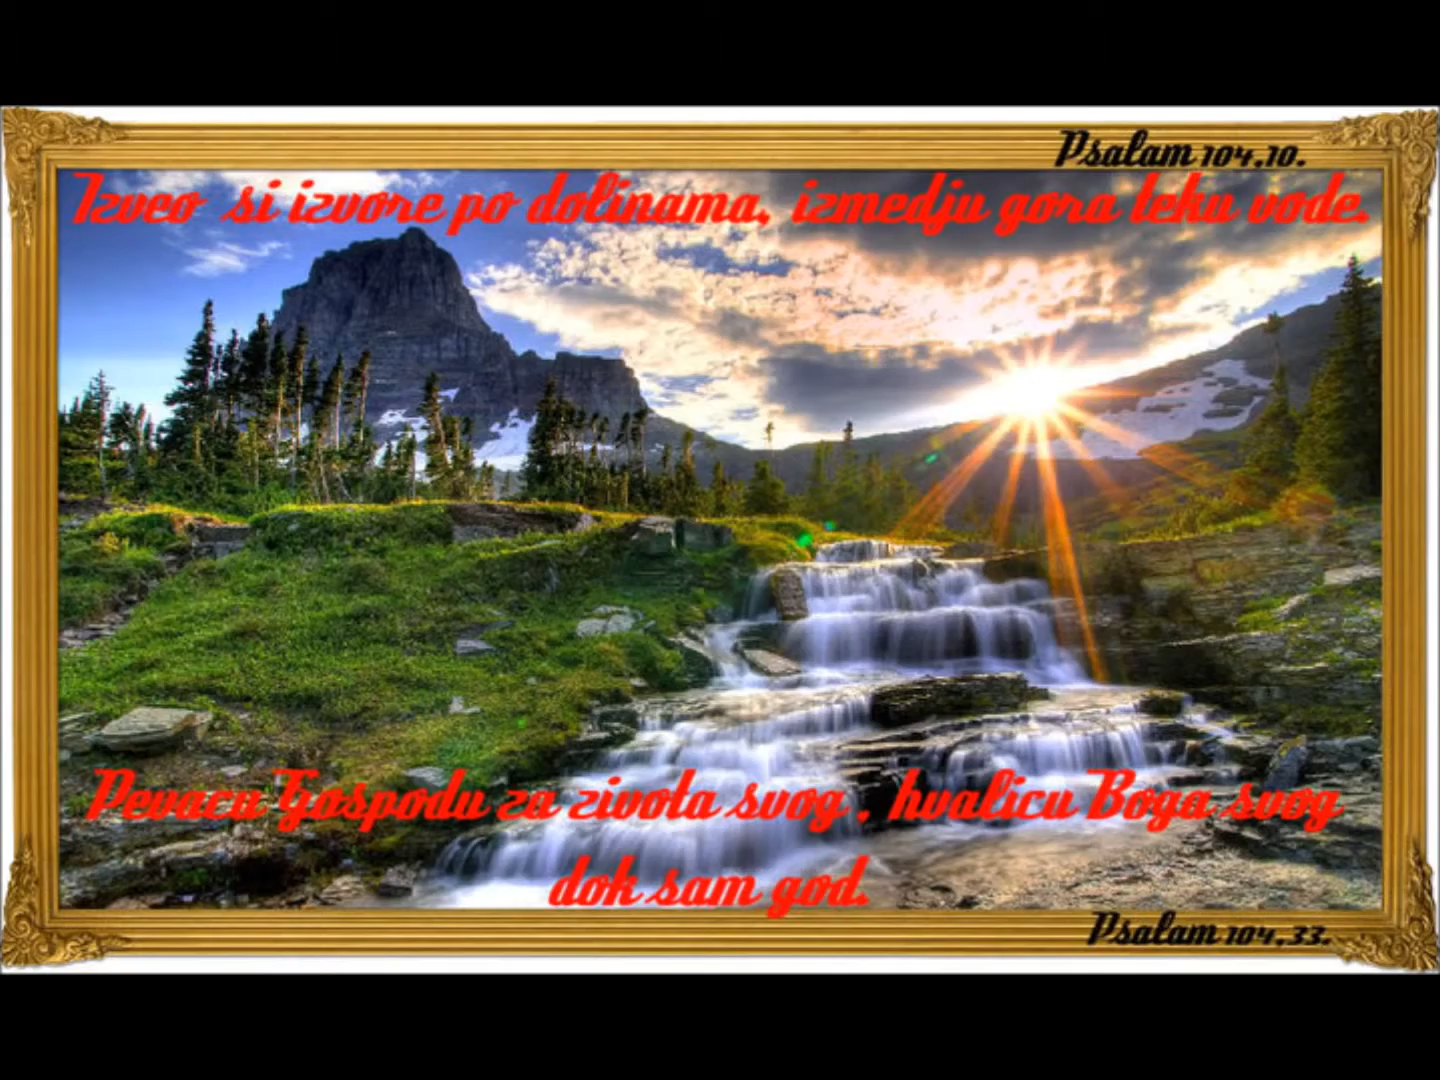 Psalam 104.10.
Izveo si izvore po dolinama, izmedju gora teku vode.
Pevacu Gospodu za zivota svog , hvalicu Boga svog
dok sam god.
Psalam 104.33.